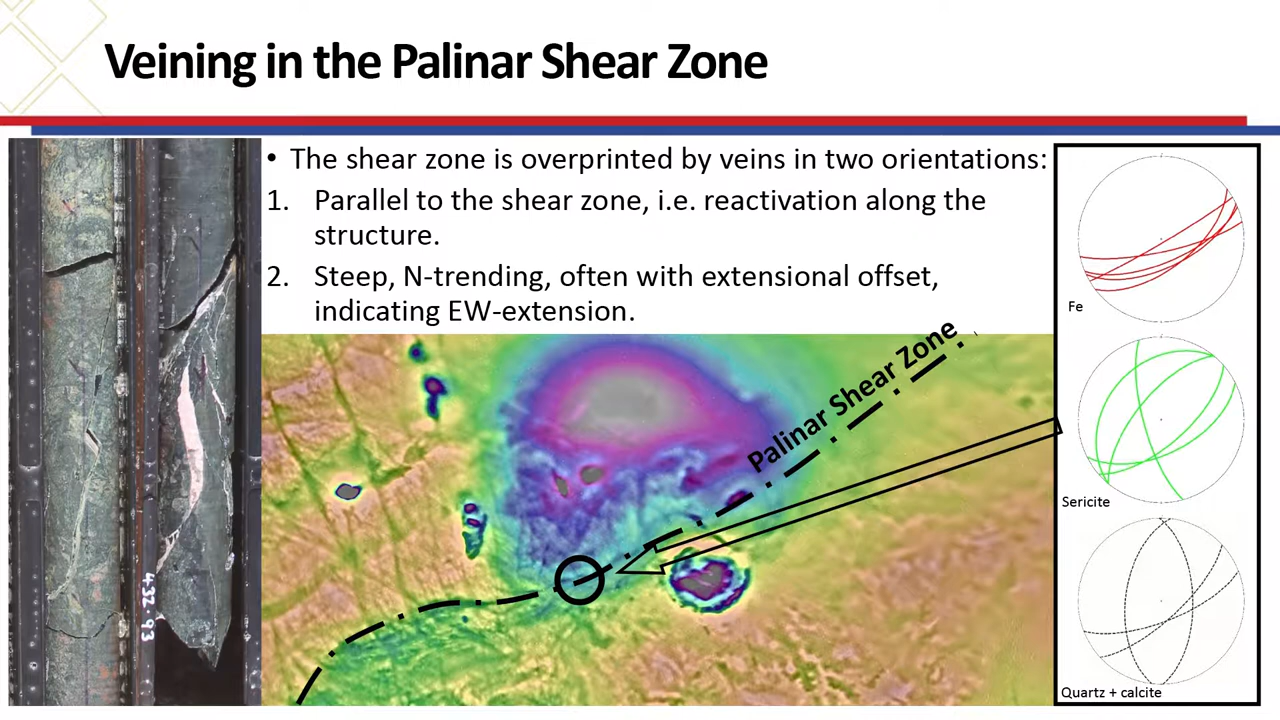 Veining in the Palinar Shear Zone
• The shear zone is overprinted by veins in two orientations:
1. Parallel to the shear zone, i.e. reactivation along the
structure.
2. Steep, N-trending, often with extensional offset,
indicating EW-extension.
Palinar Shear Zone
432.93
Fe
Sericite
Quartz + calcite